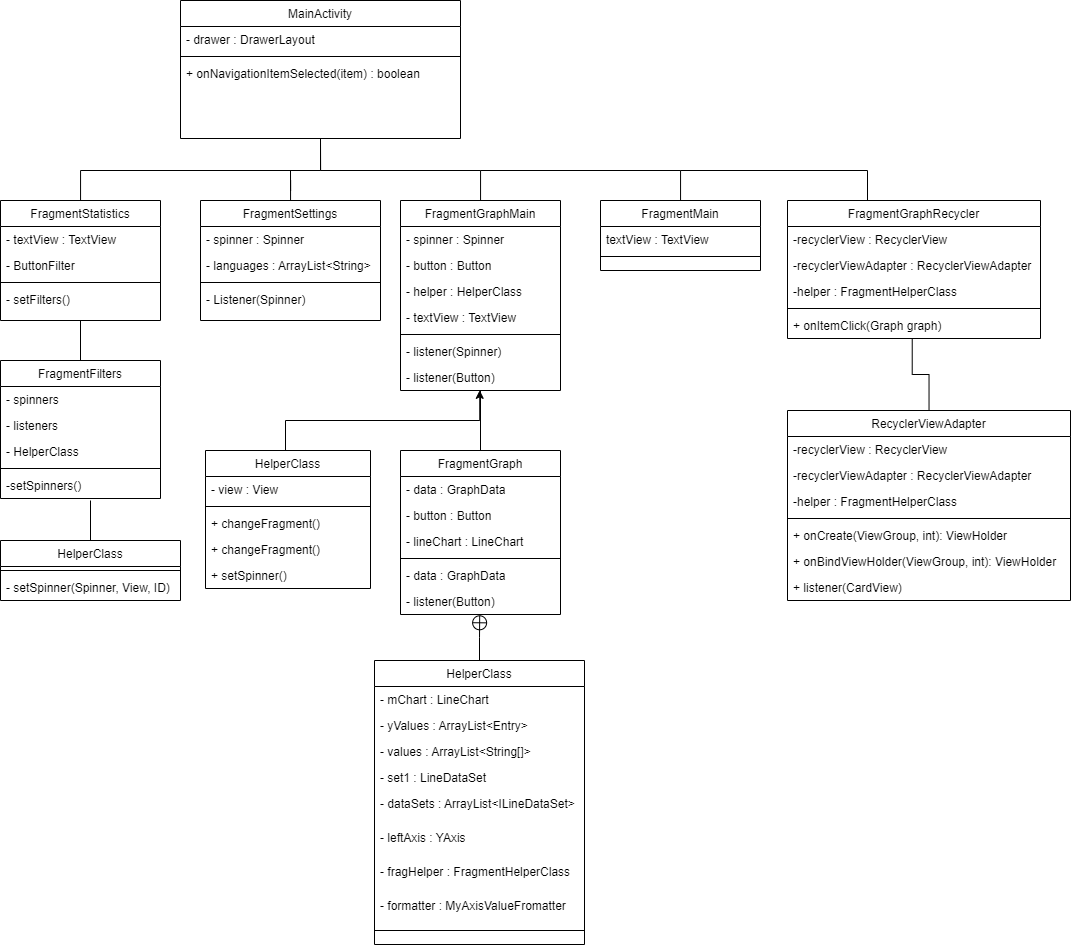 MainActivity
- drawer : DrawerLayout
+ onNavigationItemSelected(item) : boolean
FragmentStatistics
- textView : TextView
- ButtonFilter
- setFilters()
FragmentSettings
- spinner : Spinner
- languages : ArrayList<String>
- Listener(Spinner)
FragmentGraphMain
- spinner : Spinner
- button : Button
- helper : HelperClass
- textView : TextView
- listener(Spinner)
- listener(Button)
FragmentMain
textView : TextView
FragmentGraphRecycler
-recyclerView : RecyclerView
-recyclerViewAdapter : RecyclerViewAdapter
-helper : FragmentHelperClass
+ onItemClick(Graph graph)
FragmentFilters
- spinners
- listeners
- HelperClass
-setSpinners()
HelperClass
- setSpinner(Spinner, View, ID)
HelperClass
- view : View
+ changeFragment()
+ changeFragment()
+ setSpinner()
FragmentGraph
- data : GraphData
- button : Button
- lineChart : LineChart
- data : GraphData
- listener(Button)
RecyclerViewAdapter
-recyclerView : RecyclerView
-recyclerViewAdapter : RecyclerViewAdapter
-helper : FragmentHelperClass
+ onCreate(ViewGroup, int): ViewHolder
+ onBindViewHolder(ViewGroup, int): ViewHolder
+ listener(CardView)
HelperClass
- mChart : LineChart
- yValues : ArrayList<Entry>
- values : ArrayList<String[]>
- set1 : LineDataSet
- dataSets : ArrayList<ILineDataSet>
- leftAxis : YAxis
- fragHelper : FragmentHelperClass
- formatter : MyAxisValueFromatter